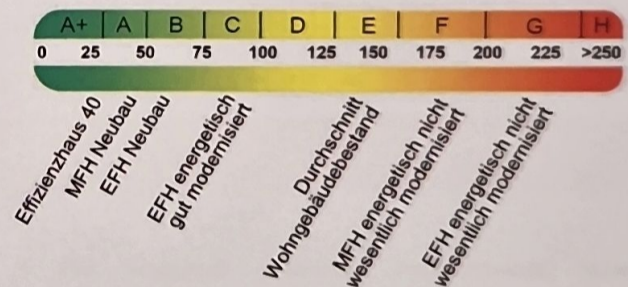 A+ A B C D E F G H
0 25 50 75 100 125 150 175 200 225 >250
Effizienzhaus 40
MFH Neubau
EFH Neubau
EFH energetisch
gut modernisiert
Durchschnitt
Wohngebäudebestand
MFH energetisch nicht
wesentlich modernisiert
EFH energetisch nicht
wesentlich modernisiert